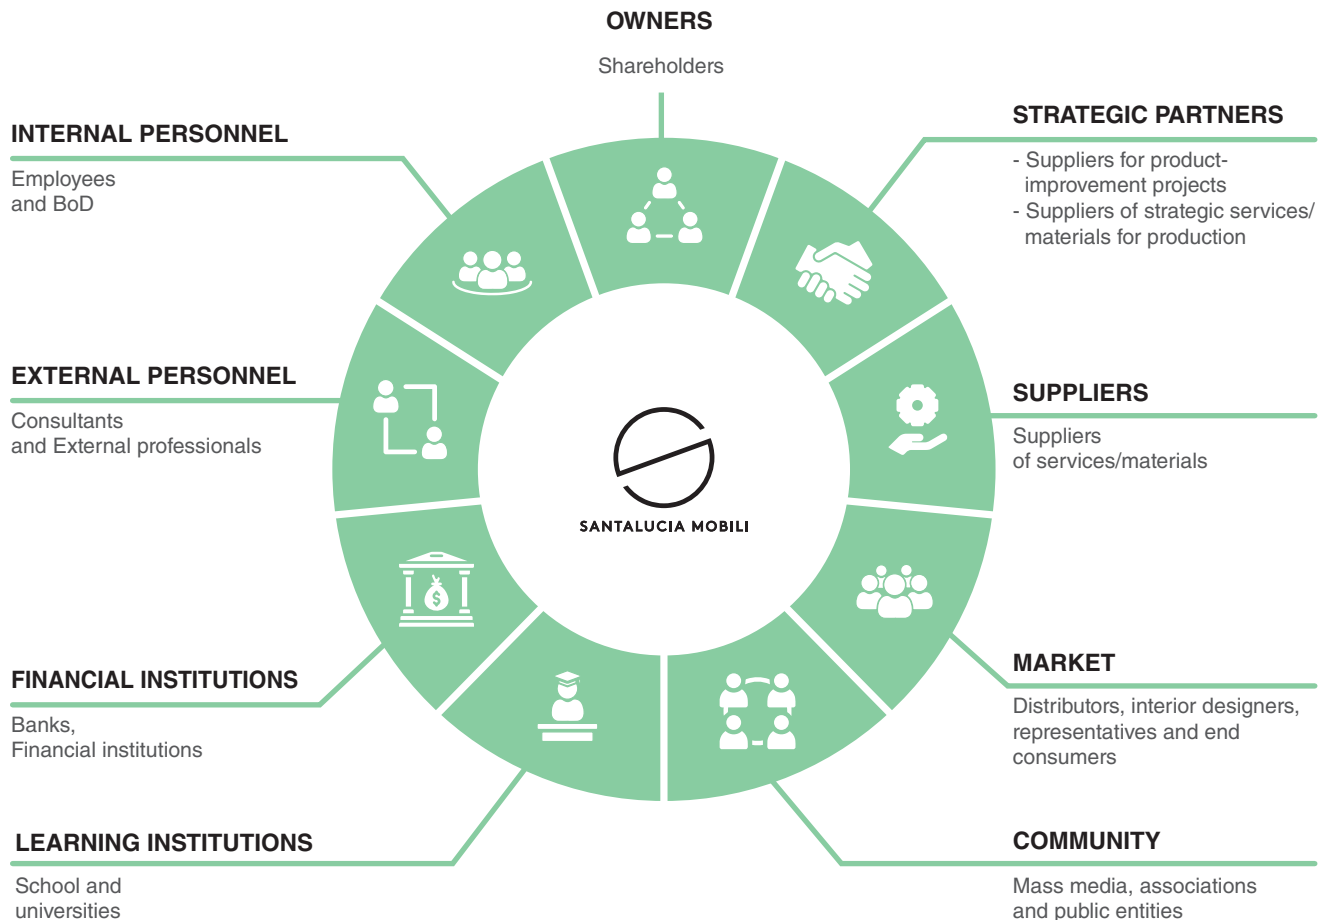 OWNERS
Shareholders
INTERNAL PERSONNEL
Employees
and BoD
STRATEGIC PARTNERS
- Suppliers for product-
improvement projects
- Suppliers of strategic services/
materials for production
EXTERNAL PERSONNEL
Consultants
and External professionals
SUPPLIERS
Suppliers
of services/materials
SANTALUCIA MOBILI
$
FINANCIAL INSTITUTIONS
Banks,
Financial institutions
MARKET
Distributors, interior designers,
representatives and end
consumers
LEARNING INSTITUTIONS
School and
universities
COMMUNITY
Mass media, associations
and public entities